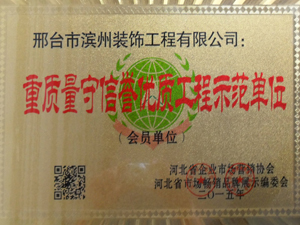 邢台市滨州装饰工程有限公司：
重质量守信誉优质工程示范单位
（会员单位）
河北省企业市场营销协会
河北省市场畅销品牌展示编委会
二〇一五年